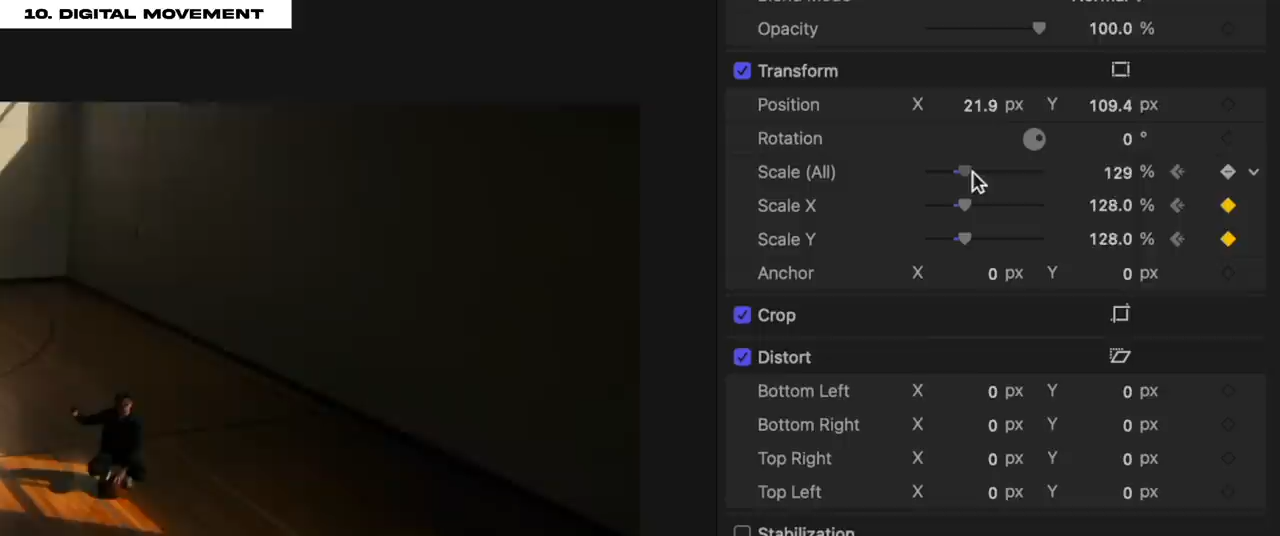 10. DIGITAL MOVEMENT
Opacity 100.0 %
Transform
Position X 21.9 px Y 109.4 px
Rotation 0 °
Scale (All) 129 %
Scale X 128.0 %
Scale Y 128.0 %
Anchor X 0 px Y 0 px
Crop
Distort
Bottom Left X 0 px Y 0 px
Bottom Right X 0 px Y 0 px
Top Right X 0 px Y 0 px
Top Left X 0 px Y 0 px
Stabilization